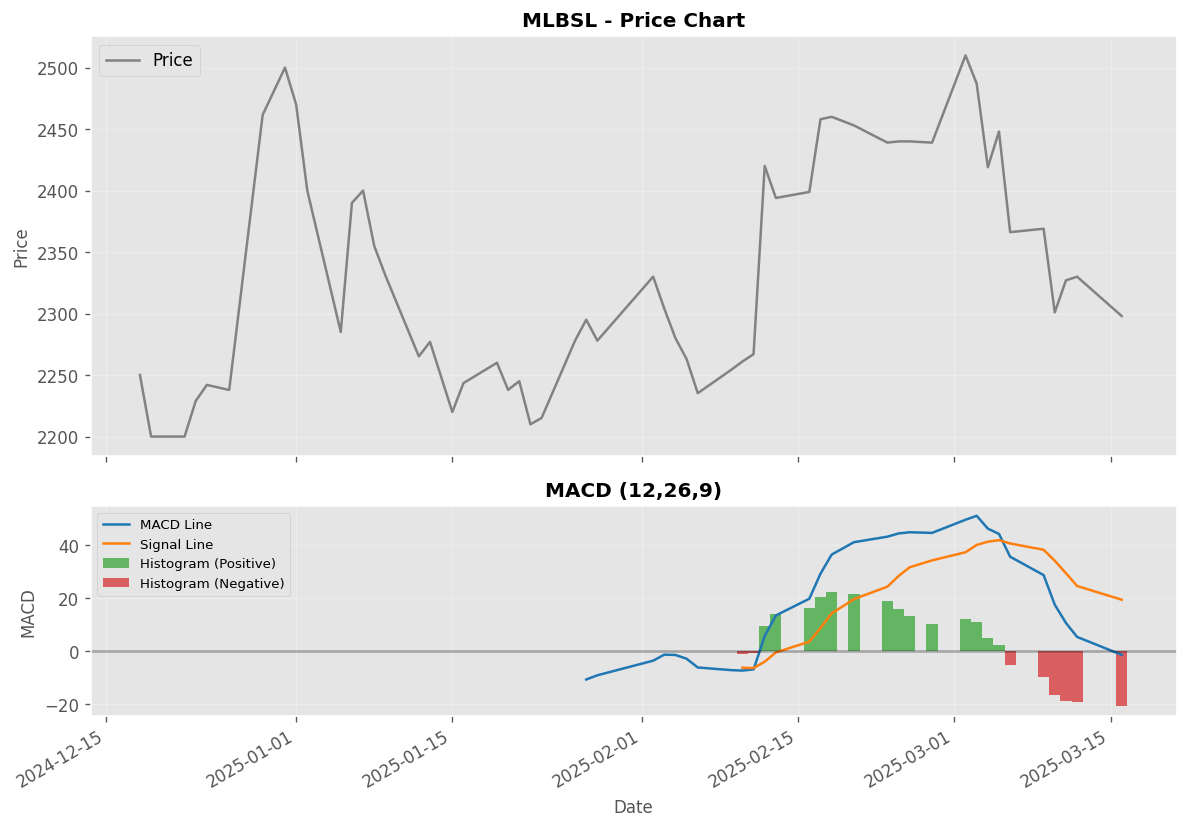 MLBSL - Price Chart
Price
2500
2450
2400
2350
2300
2250
2200
Price
MACD (12,26,9)
MACD Line
Signal Line
Histogram (Positive)
Histogram (Negative)
40
20
0
−20
MACD
2024-12-15
2025-01-01
2025-01-15
2025-02-01
2025-02-15
2025-03-01
2025-03-15
Date